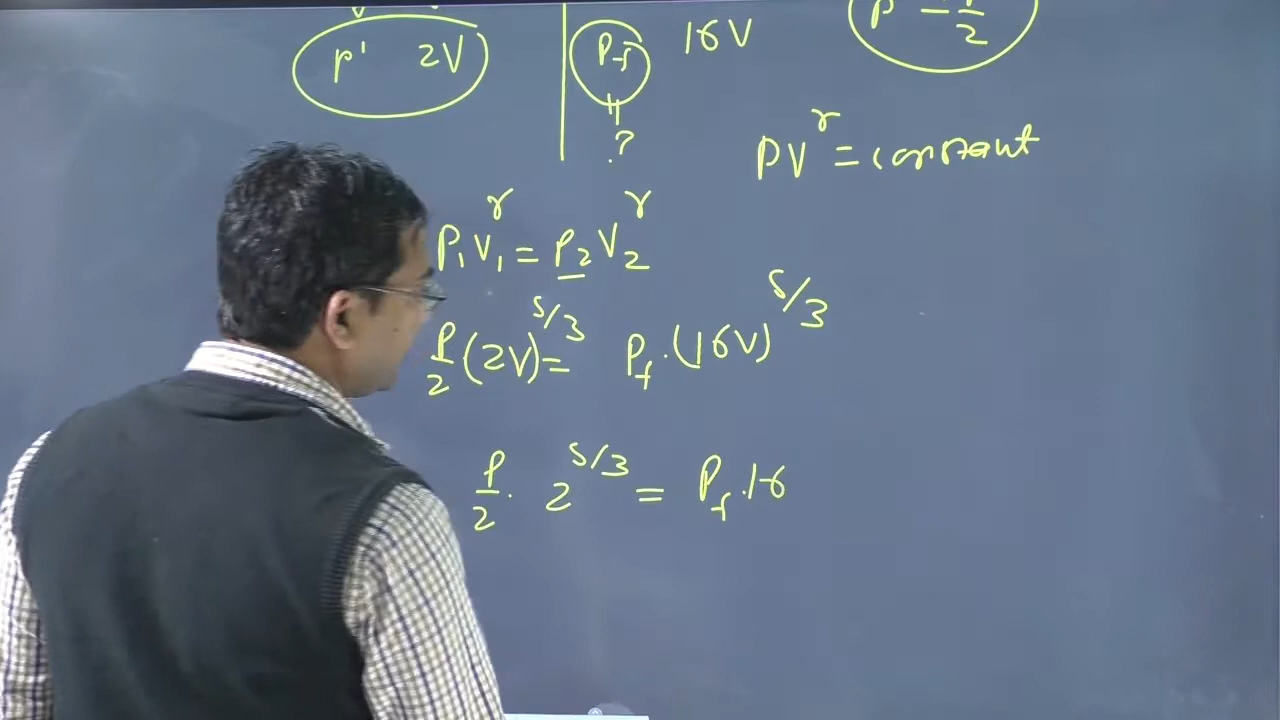 P' 2V
P_f 16V
P' = P/2
= ?
PV^γ = constant
P₁V₁^γ = P₂V₂^γ
P/2 (2V)^5/3 = P_f · (16V)^5/3
P/2 · 2^5/3 = P_f · 16